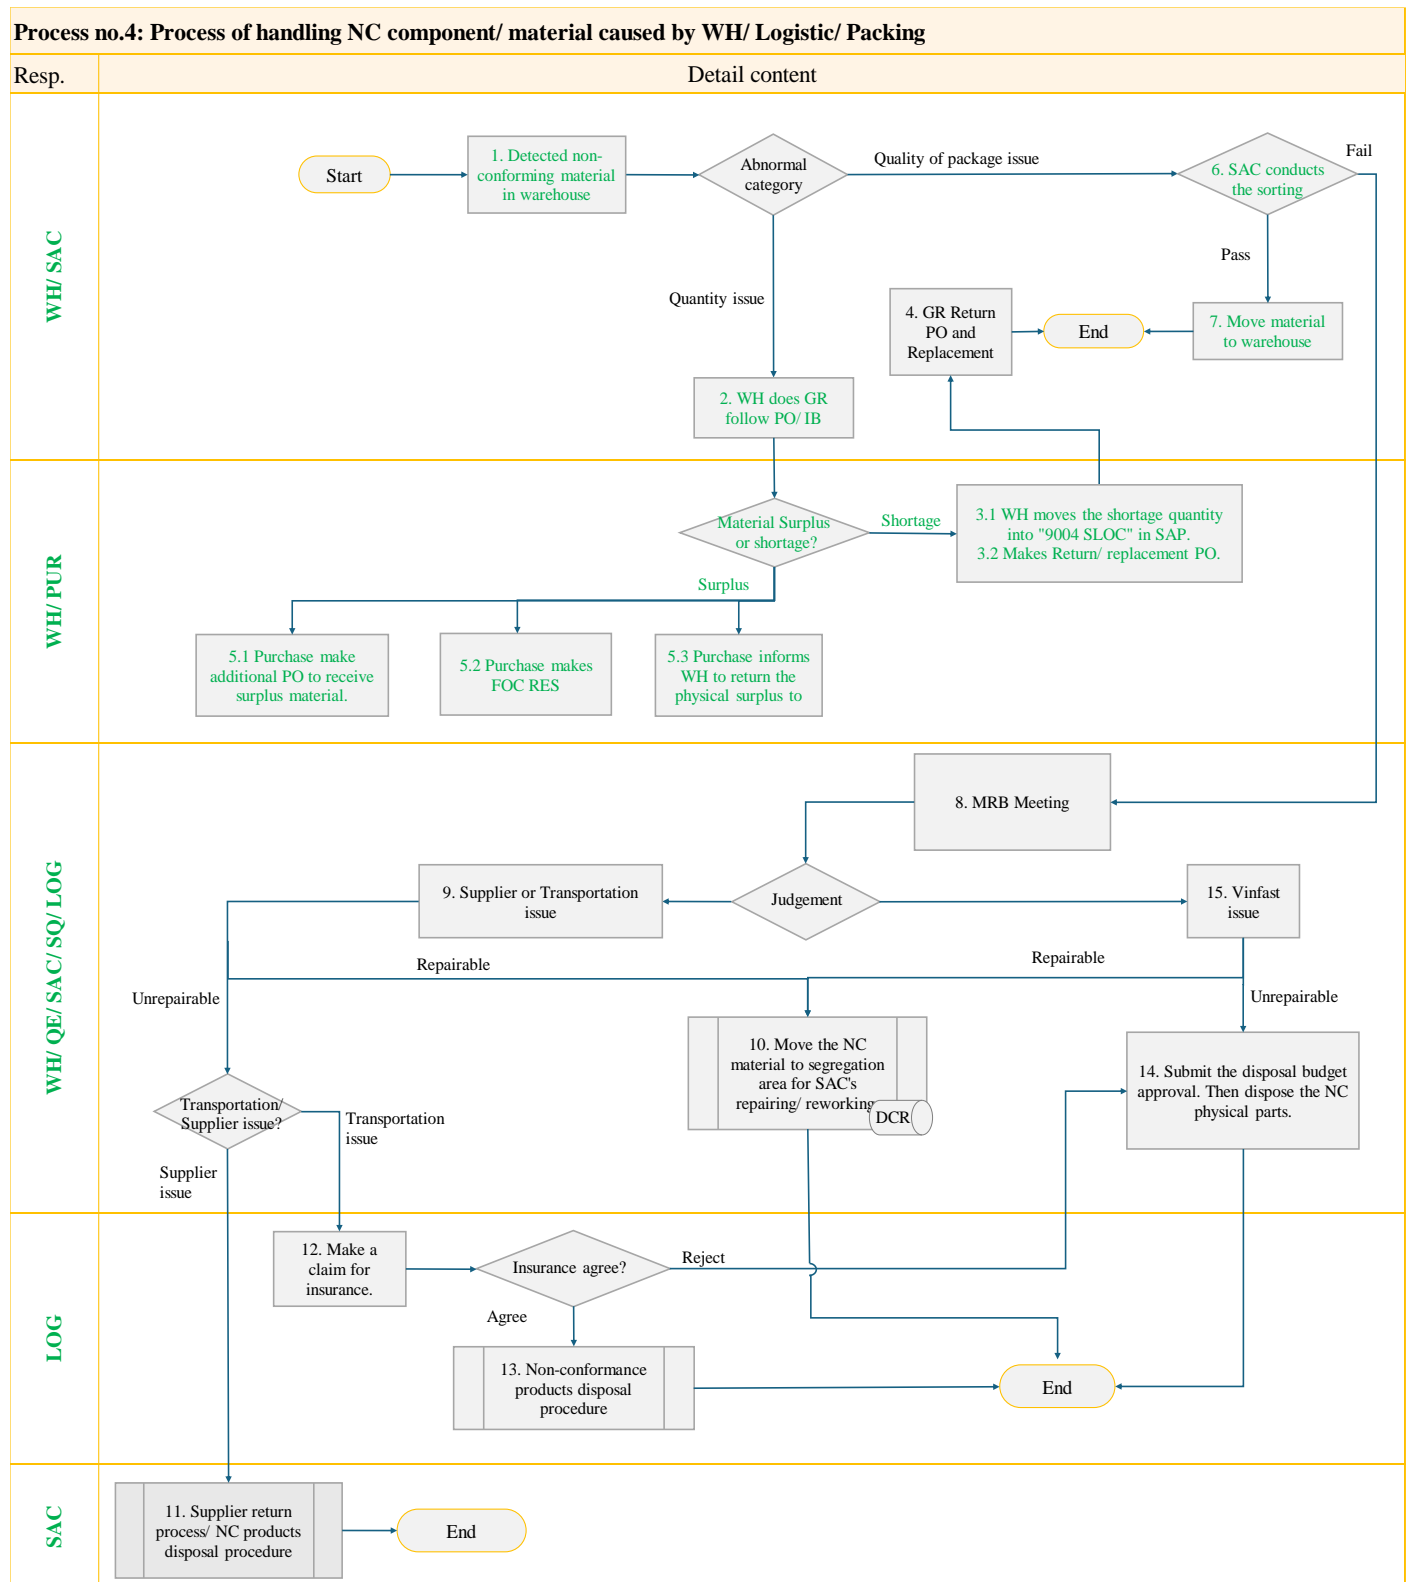 Process no.4: Process of handling NC component/ material caused by WH/ Logistic/ Packing
Resp.
Detail content
WH/ SAC
Start
1. Detected non-
conforming material
in warehouse
Abnormal
category
Quality of package issue
6. SAC conducts
the sorting
Fail
Pass
Quantity issue
4. GR Return
PO and
Replacement
End
7. Move material
to warehouse
2. WH does GR
follow PO/ IB
WH/ PUR
Material Surplus
or shortage?
Shortage
3.1 WH moves the shortage quantity
into "9004 SLOC" in SAP.
3.2 Makes Return/ replacement PO.
Surplus
5.1 Purchase make
additional PO to receive
surplus material.
5.2 Purchase makes
FOC RES
5.3 Purchase informs
WH to return the
physical surplus to
WH/ QE/ SAC/ SQ/ LOG
8. MRB Meeting
9. Supplier or Transportation
issue
Judgement
15. Vinfast
issue
Repairable
Repairable
Unrepairable
Unrepairable
10. Move the NC
material to segregation
area for SAC's
repairing/ reworking
DCR
14. Submit the disposal budget
approval. Then dispose the NC
physical parts.
Transportation/
Supplier issue?
Transportation
issue
Supplier
issue
LOG
12. Make a
claim for
insurance.
Insurance agree?
Reject
Agree
13. Non-conformance
products disposal
procedure
End
SAC
11. Supplier return
process/ NC products
disposal procedure
End